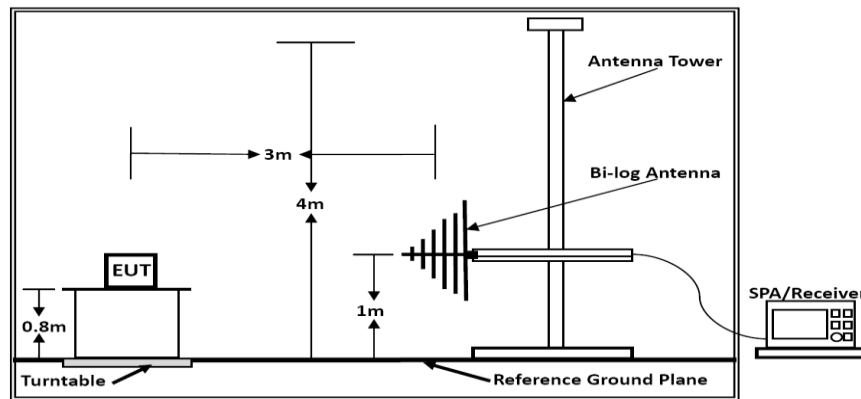 Antenna Tower
3m
Bi-log Antenna
4m
EUT
1m
0.8m
SPA/Receiver
Turntable
Reference Ground Plane